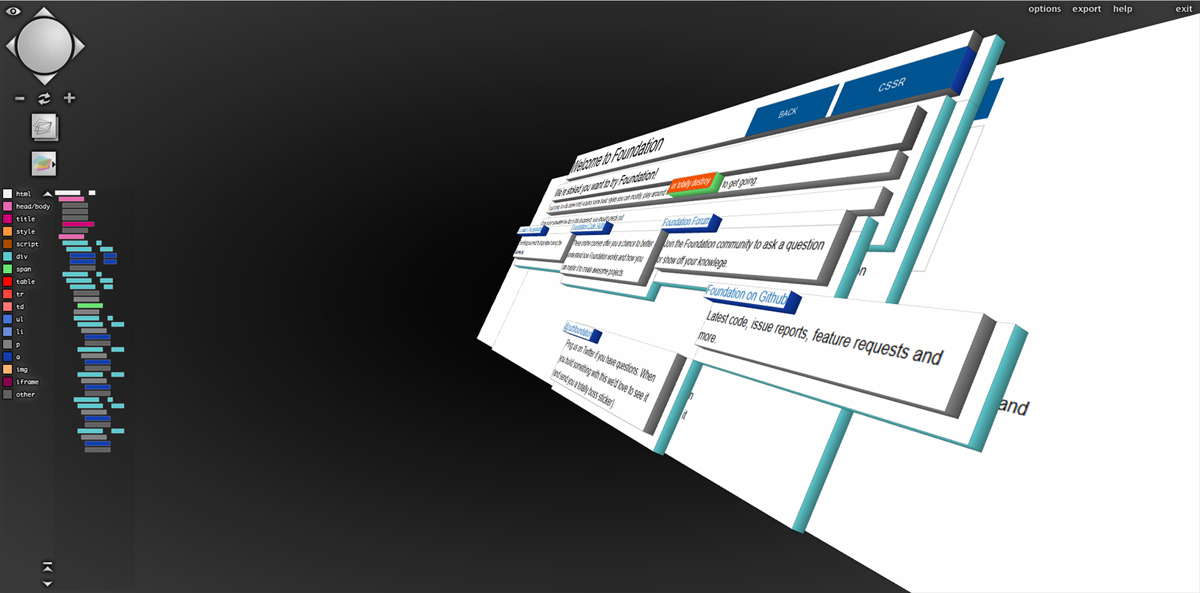 options export help exit
html
head/body
title
style
script
div
span
table
tr
td
ul
li
p
a
img
iframe
other
BACK
CSSR
Welcome to Foundation
We're stoked you want to try Foundation!
or totally destroy
to get going.
Foundation Forum
Join the Foundation community to ask a question
or show off your knowlege.
These online courses offer you a chance to better
understand how Foundation works and how you
can master it to create awesome projects.
Foundation on Github
Latest code, issue reports, feature requests and
more.
@zurbfoundation
Ping us on Twitter if you have questions. When
you build something with this we'd love to see it
(and send you a totally boss sticker).
on
n
it
and